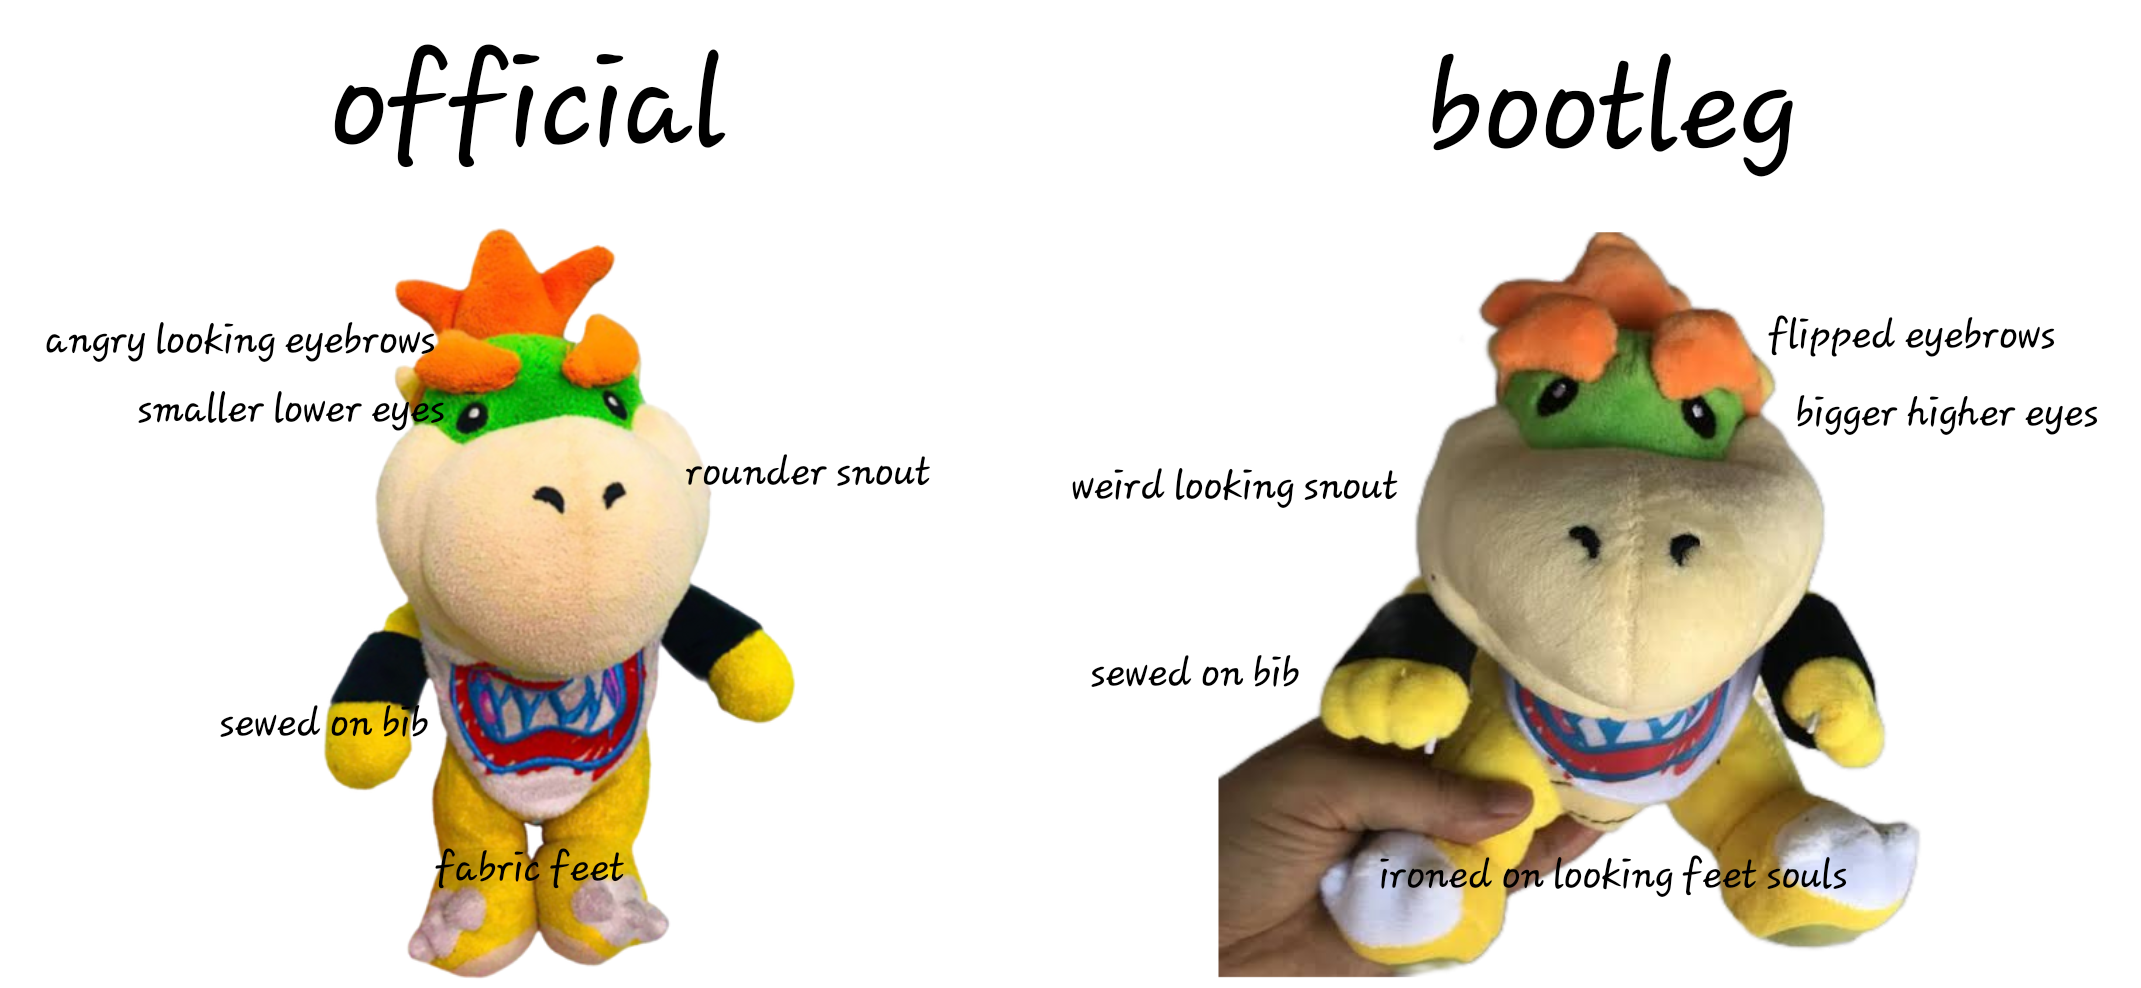 official
bootleg
angry looking eyebrows
smaller lower eyes
rounder snout
sewed on bib
fabric feet
flipped eyebrows
bigger higher eyes
weird looking snout
sewed on bib
ironed on looking feet souls